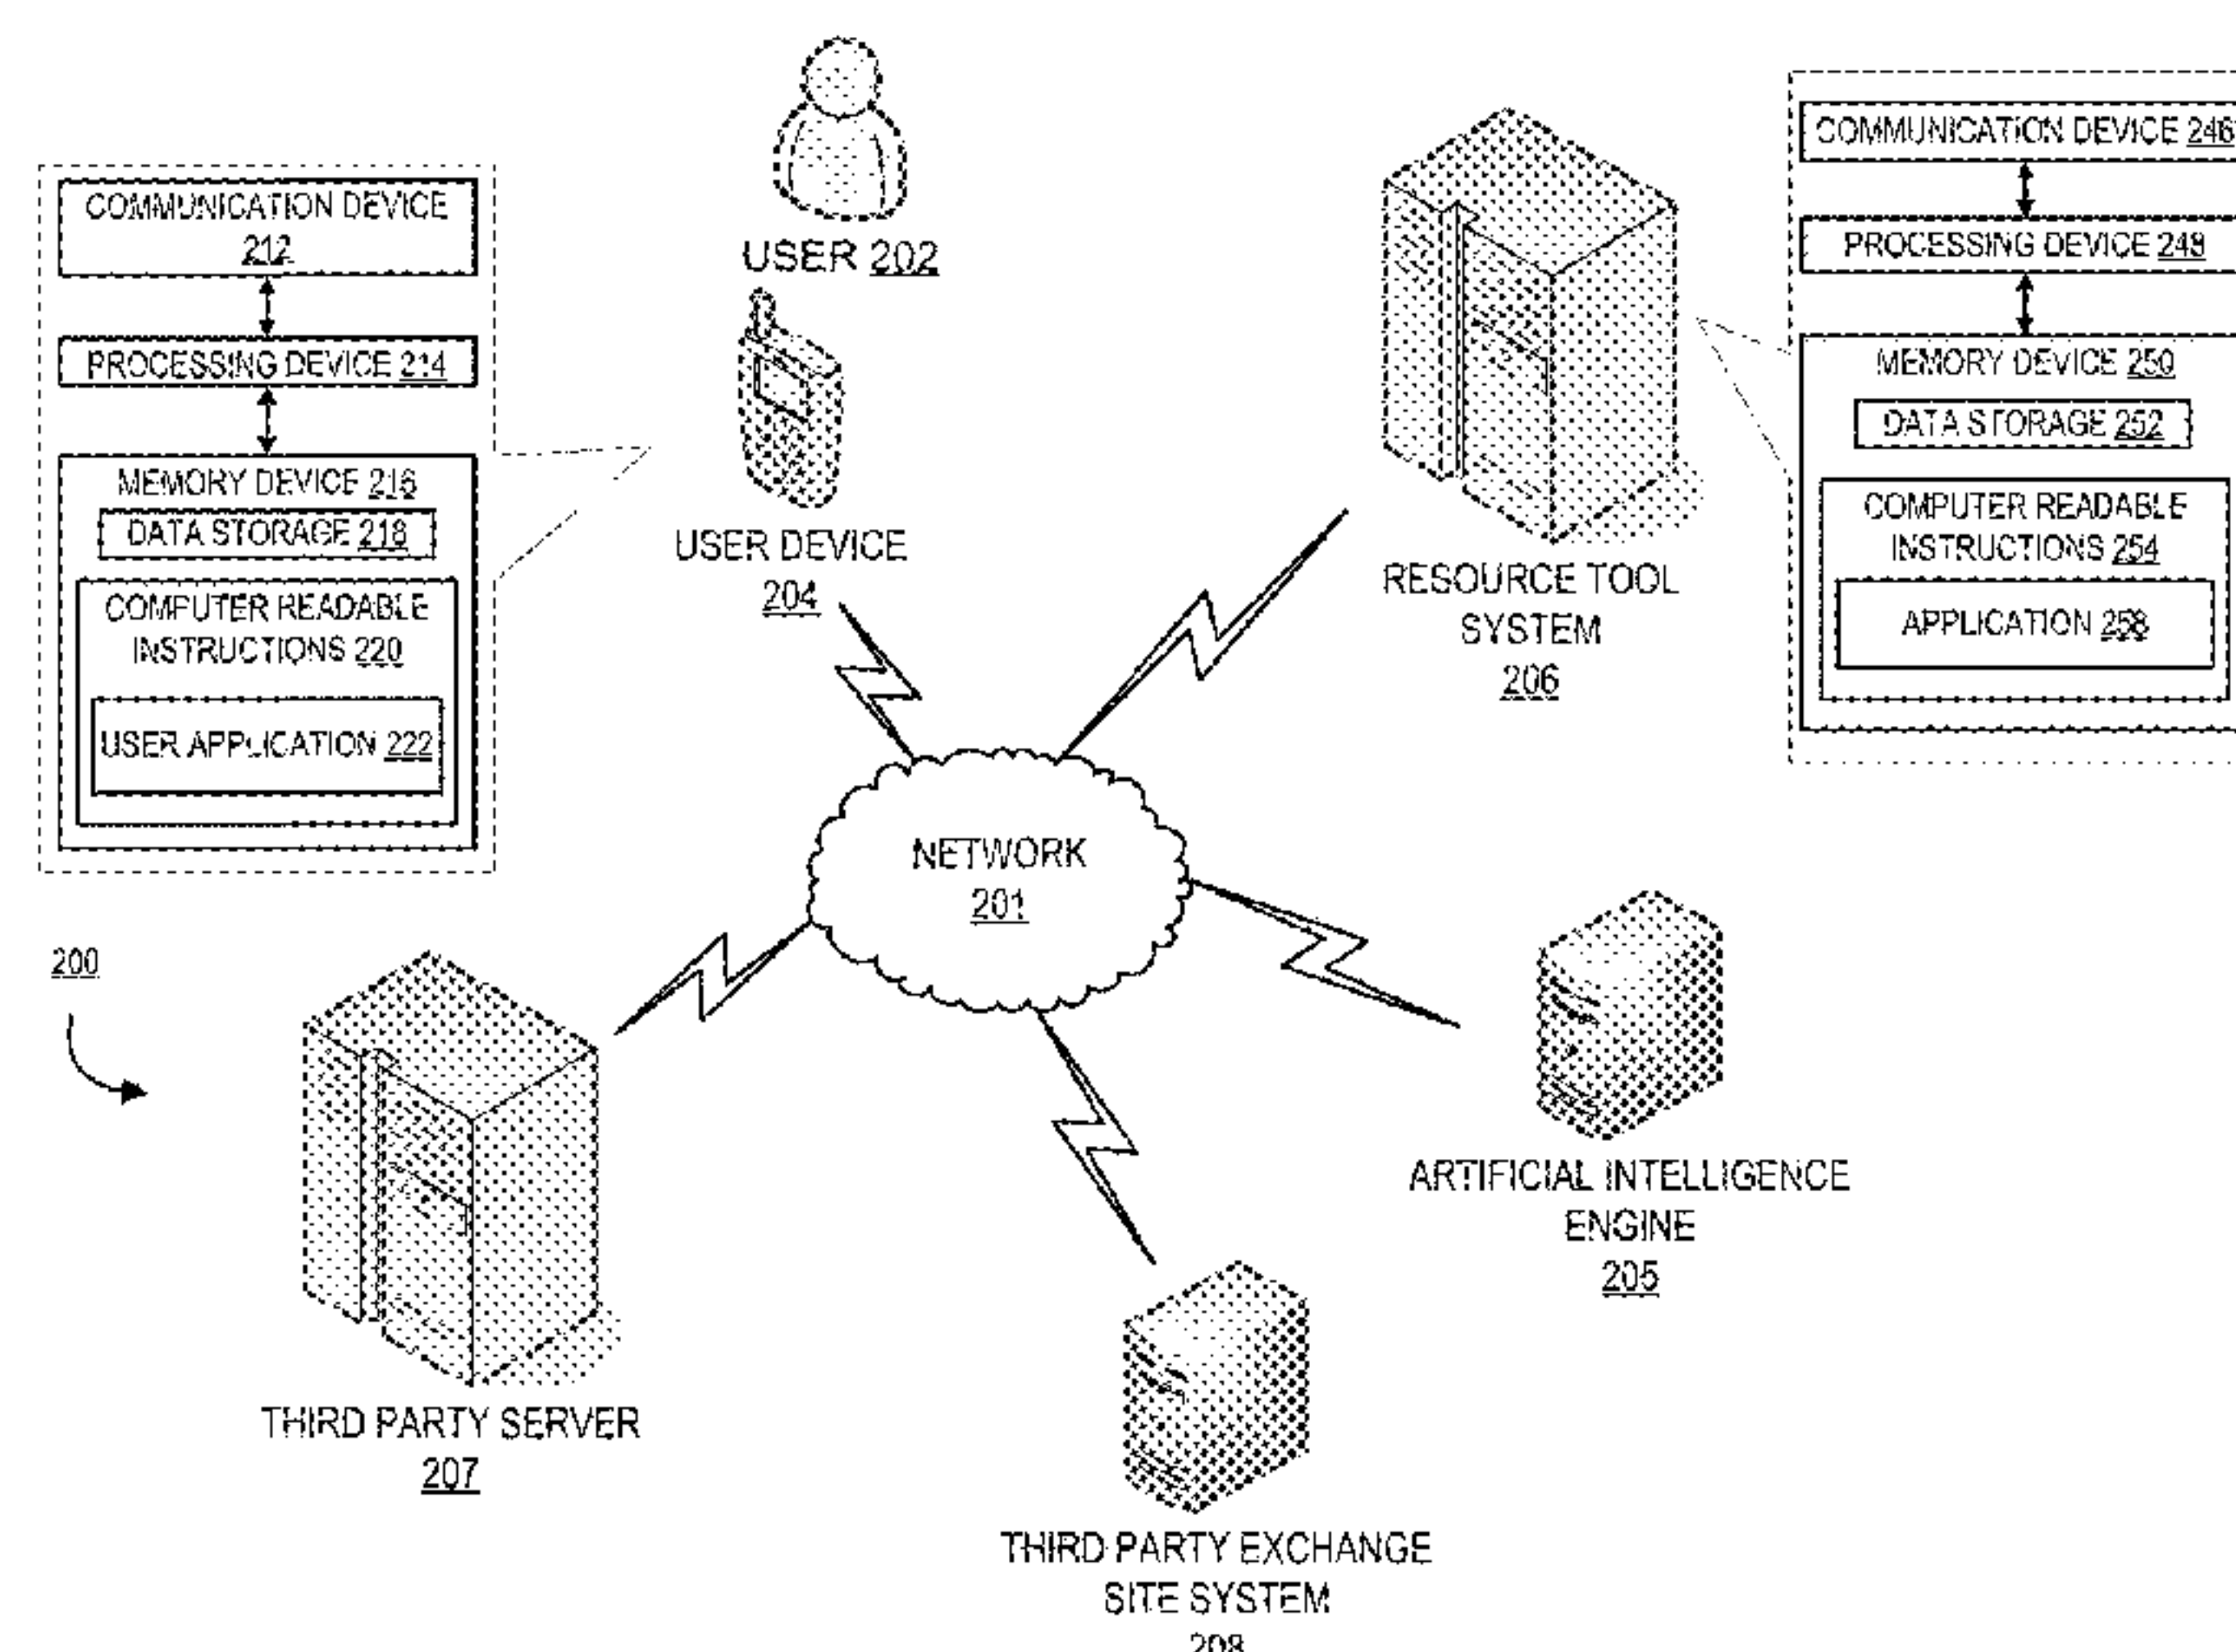 USER 202
COMMUNICATION DEVICE
212
PROCESSING DEVICE 214
MEMORY DEVICE 216
DATA STORAGE 218
COMPUTER READABLE
INSTRUCTIONS 220
USER APPLICATION 222
USER DEVICE
204
RESOURCE TOOL
SYSTEM
206
COMMUNICATION DEVICE 246
PROCESSING DEVICE 248
MEMORY DEVICE 250
DATA STORAGE 252
COMPUTER READABLE
INSTRUCTIONS 254
APPLICATION 258
NETWORK
201
200
THIRD PARTY SERVER
207
ARTIFICIAL INTELLIGENCE
ENGINE
205
THIRD PARTY EXCHANGE
SITE SYSTEM
208